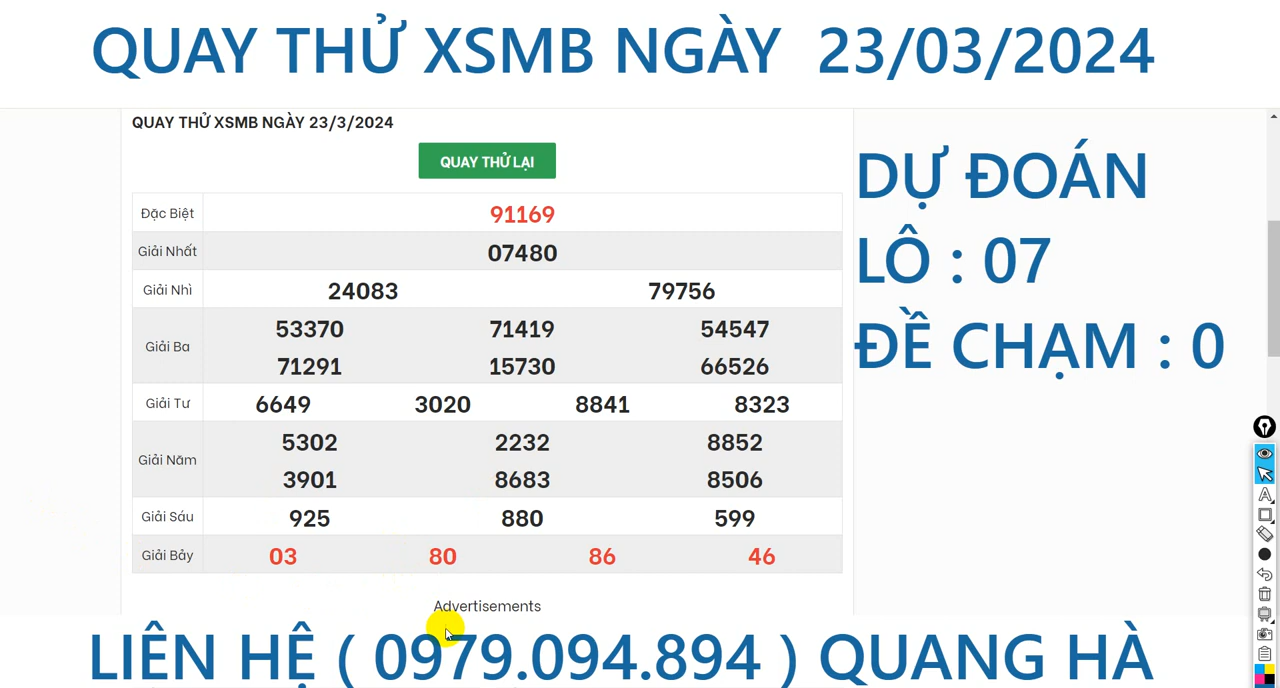 QUAY THỬ XSMB NGÀY 23/03/2024
QUAY THỬ XSMB NGÀY 23/3/2024
QUAY THỬ LẠI
Đặc Biệt 91169
Giải Nhất 07480
Giải Nhì 24083 79756
Giải Ba 53370 71419 54547
71291 15730 66526
Giải Tư 6649 3020 8841 8323
Giải Năm 5302 2232 8852
3901 8683 8506
Giải Sáu 925 880 599
Giải Bảy 03 80 86 46
Advertisements
DỰ ĐOÁN
LÔ : 07
ĐỀ CHẠM : 0
LIÊN HỆ ( 0979.094.894 ) QUANG HÀ